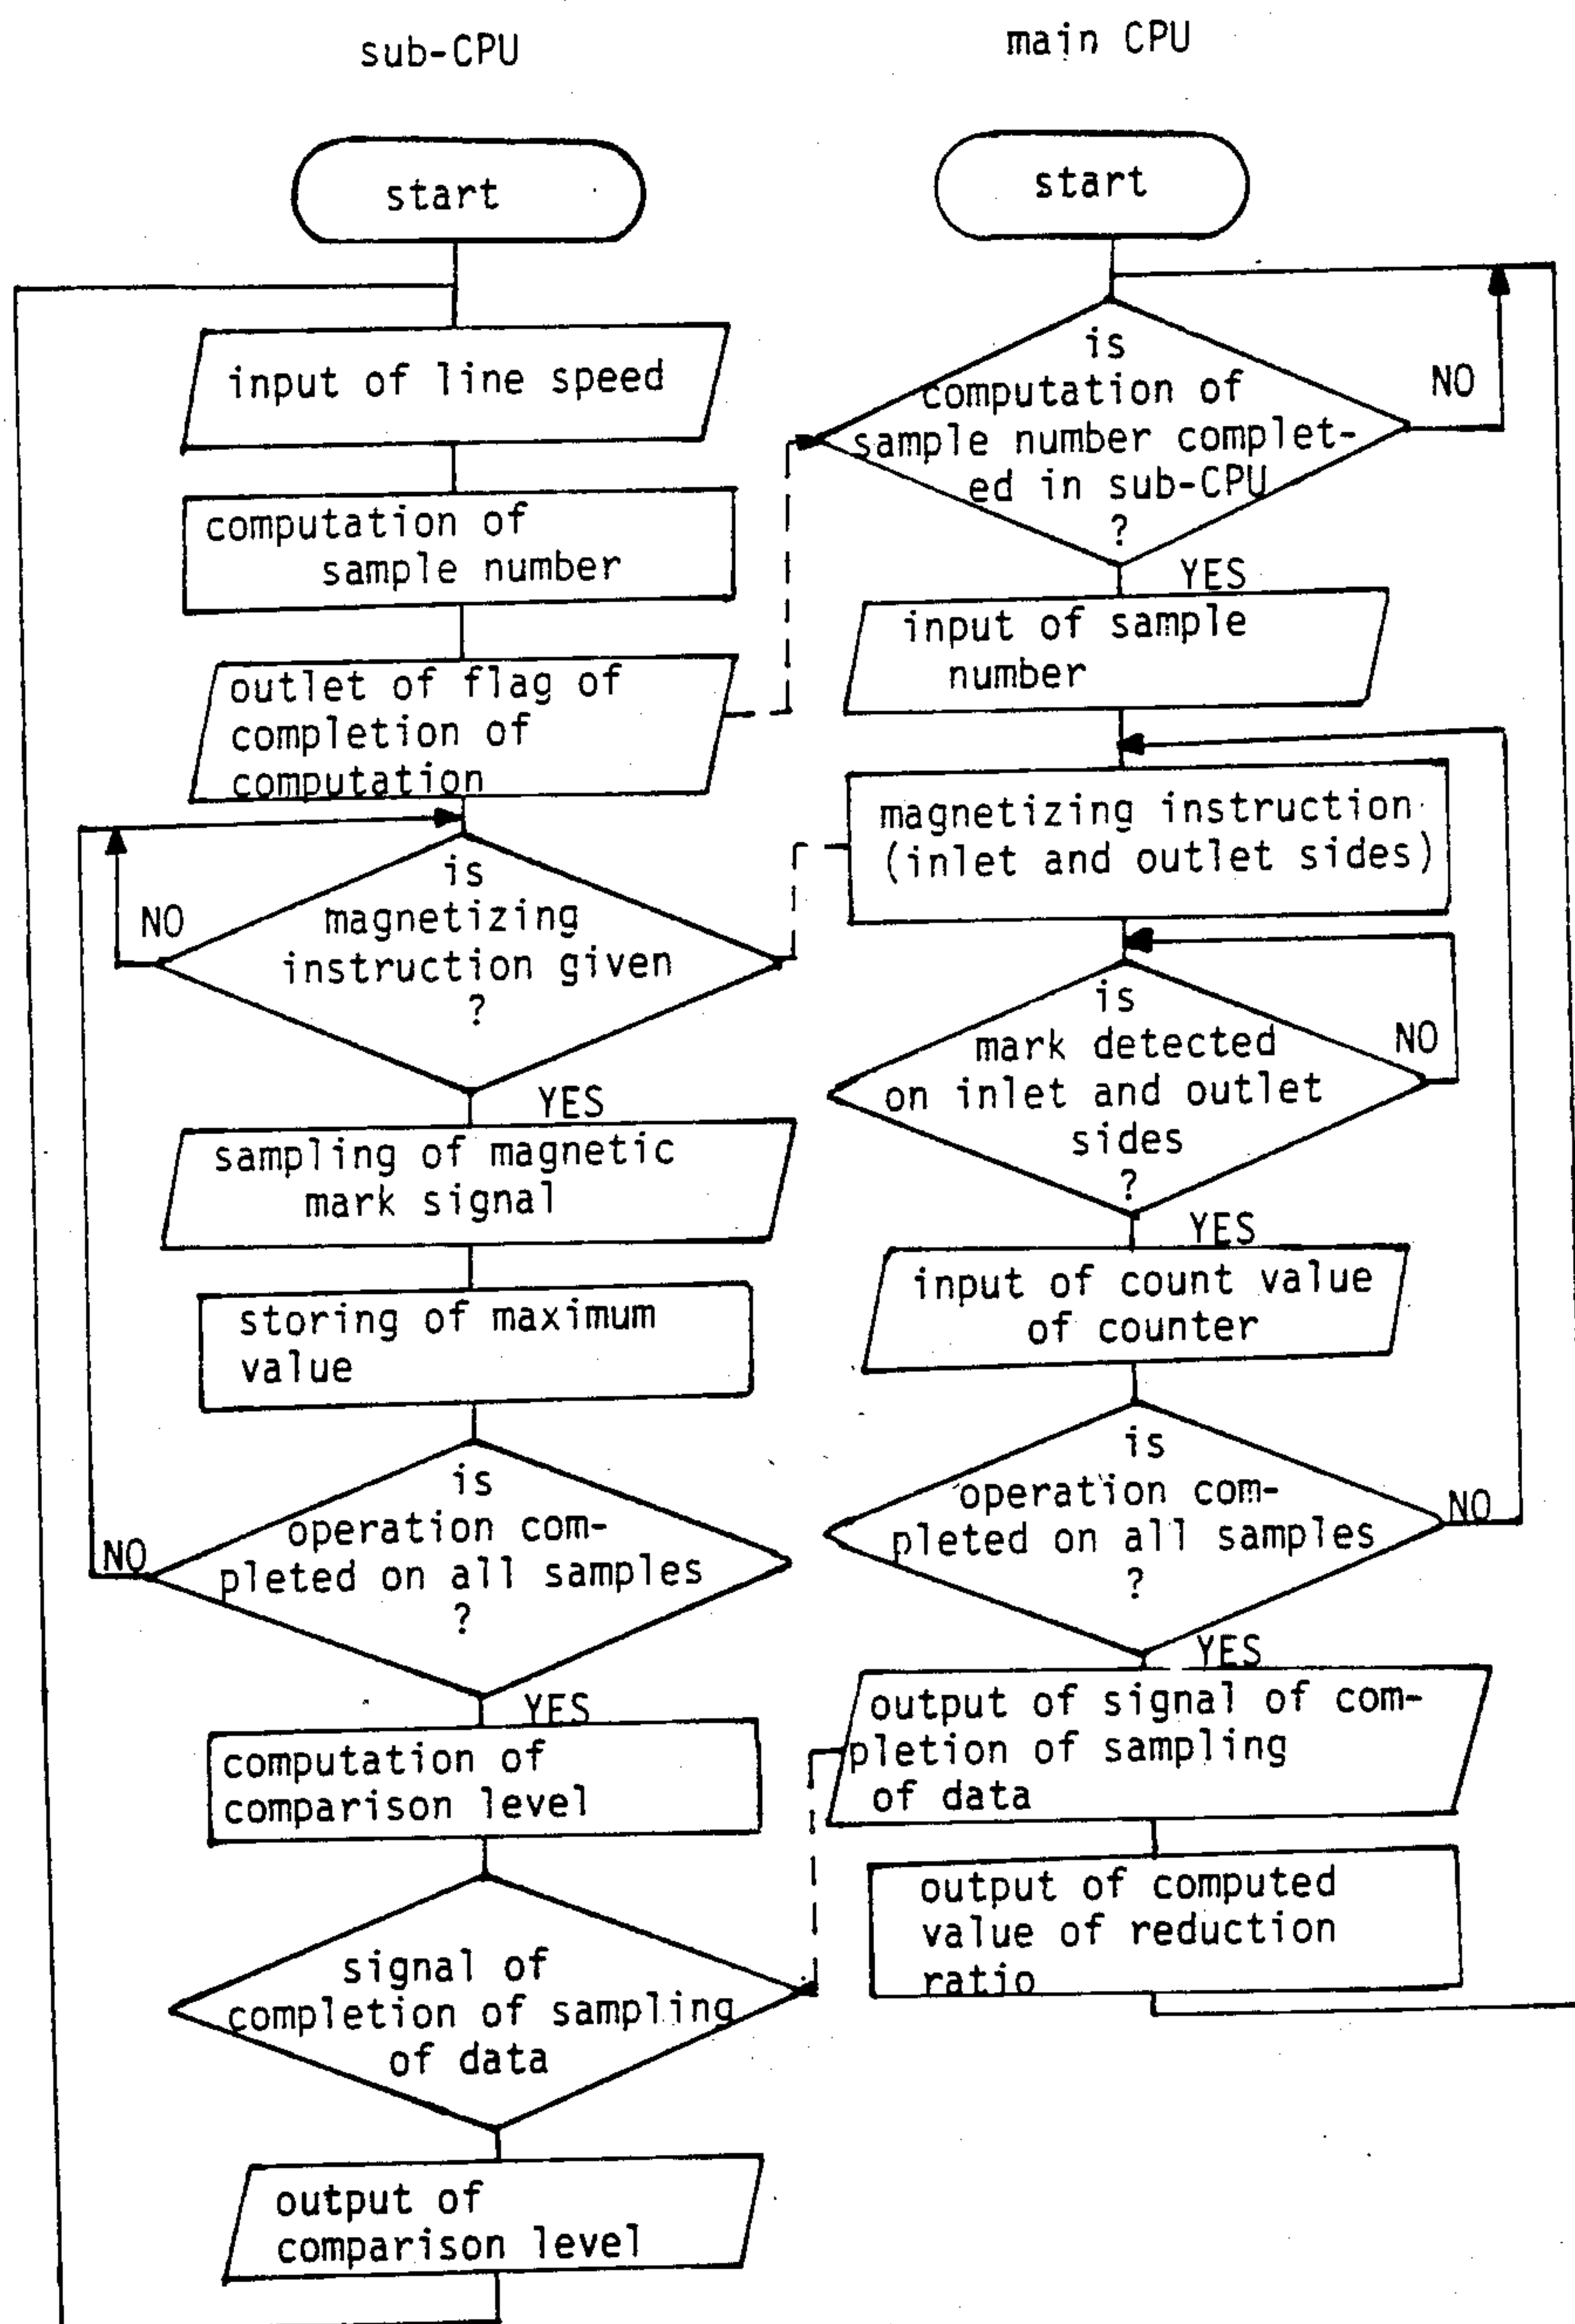 sub-CPU
start
input of line speed
computation of
sample number
outlet of flag of
completion of
computation
NO
is
magnetizing
instruction given
?
YES
sampling of magnetic
mark signal
storing of maximum
value
is
operation com-
pleted on all samples
?
NO
YES
computation of
comparison level
signal of
completion of sampling
of data
output of
comparison level
main CPU
start
is
computation of
sample number complet-
ed in sub-CPU
?
NO
YES
input of sample
number
magnetizing instruction
(inlet and outlet sides)
is
mark detected
on inlet and outlet
sides
?
NO
YES
input of count value
of counter
is
operation com-
pleted on all samples
?
NO
YES
output of signal of com-
pletion of sampling
of data
output of computed
value of reduction
ratio